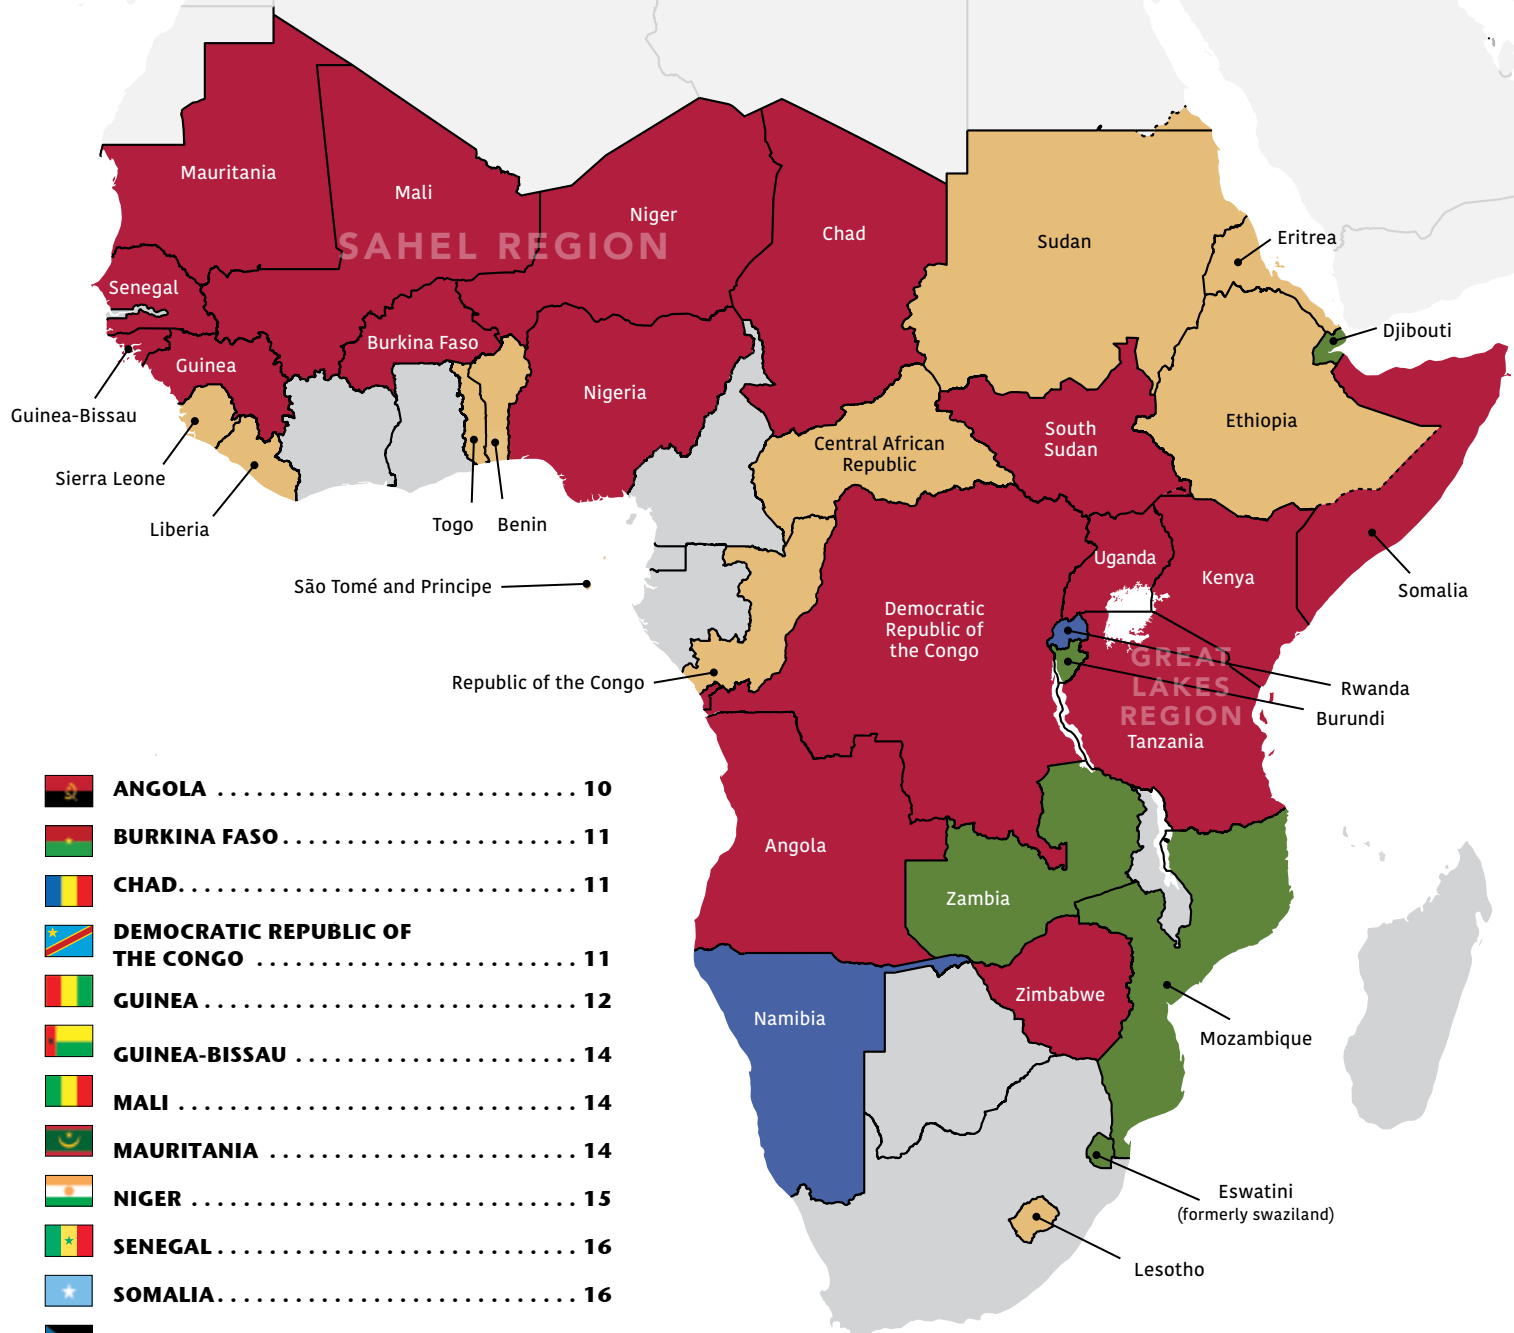 Mauritania
Mali
Niger
Chad
Sudan
Eritrea
SAHEL REGION
Senegal
Djibouti
Burkina Faso
Guinea
Nigeria
Guinea-Bissau
Ethiopia
South
Sudan
Central African
Republic
Sierra Leone
Liberia
Togo
Benin
Uganda
Kenya
São Tomé and Principe
Somalia
Democratic
Republic of
the Congo
GREAT
LAKES
REGION
Republic of the Congo
Rwanda
Burundi
Tanzania
Angola
Zambia
Zimbabwe
Namibia
Mozambique
Eswatini
(formerly swaziland)
Lesotho
ANGOLA . . . . . . . . . . . . . . . . . . . . . . . . . . . . 10
BURKINA FASO. . . . . . . . . . . . . . . . . . . . . . . 11
CHAD. . . . . . . . . . . . . . . . . . . . . . . . . . . . . . . 11
DEMOCRATIC REPUBLIC OF
THE CONGO . . . . . . . . . . . . . . . . . . . . . . . . . 11
GUINEA . . . . . . . . . . . . . . . . . . . . . . . . . . . . . 12
GUINEA-BISSAU . . . . . . . . . . . . . . . . . . . . . . 14
MALI . . . . . . . . . . . . . . . . . . . . . . . . . . . . . . . 14
MAURITANIA . . . . . . . . . . . . . . . . . . . . . . . . 14
NIGER . . . . . . . . . . . . . . . . . . . . . . . . . . . . . . 15
SENEGAL . . . . . . . . . . . . . . . . . . . . . . . . . . . . 16
SOMALIA. . . . . . . . . . . . . . . . . . . . . . . . . . . . 16